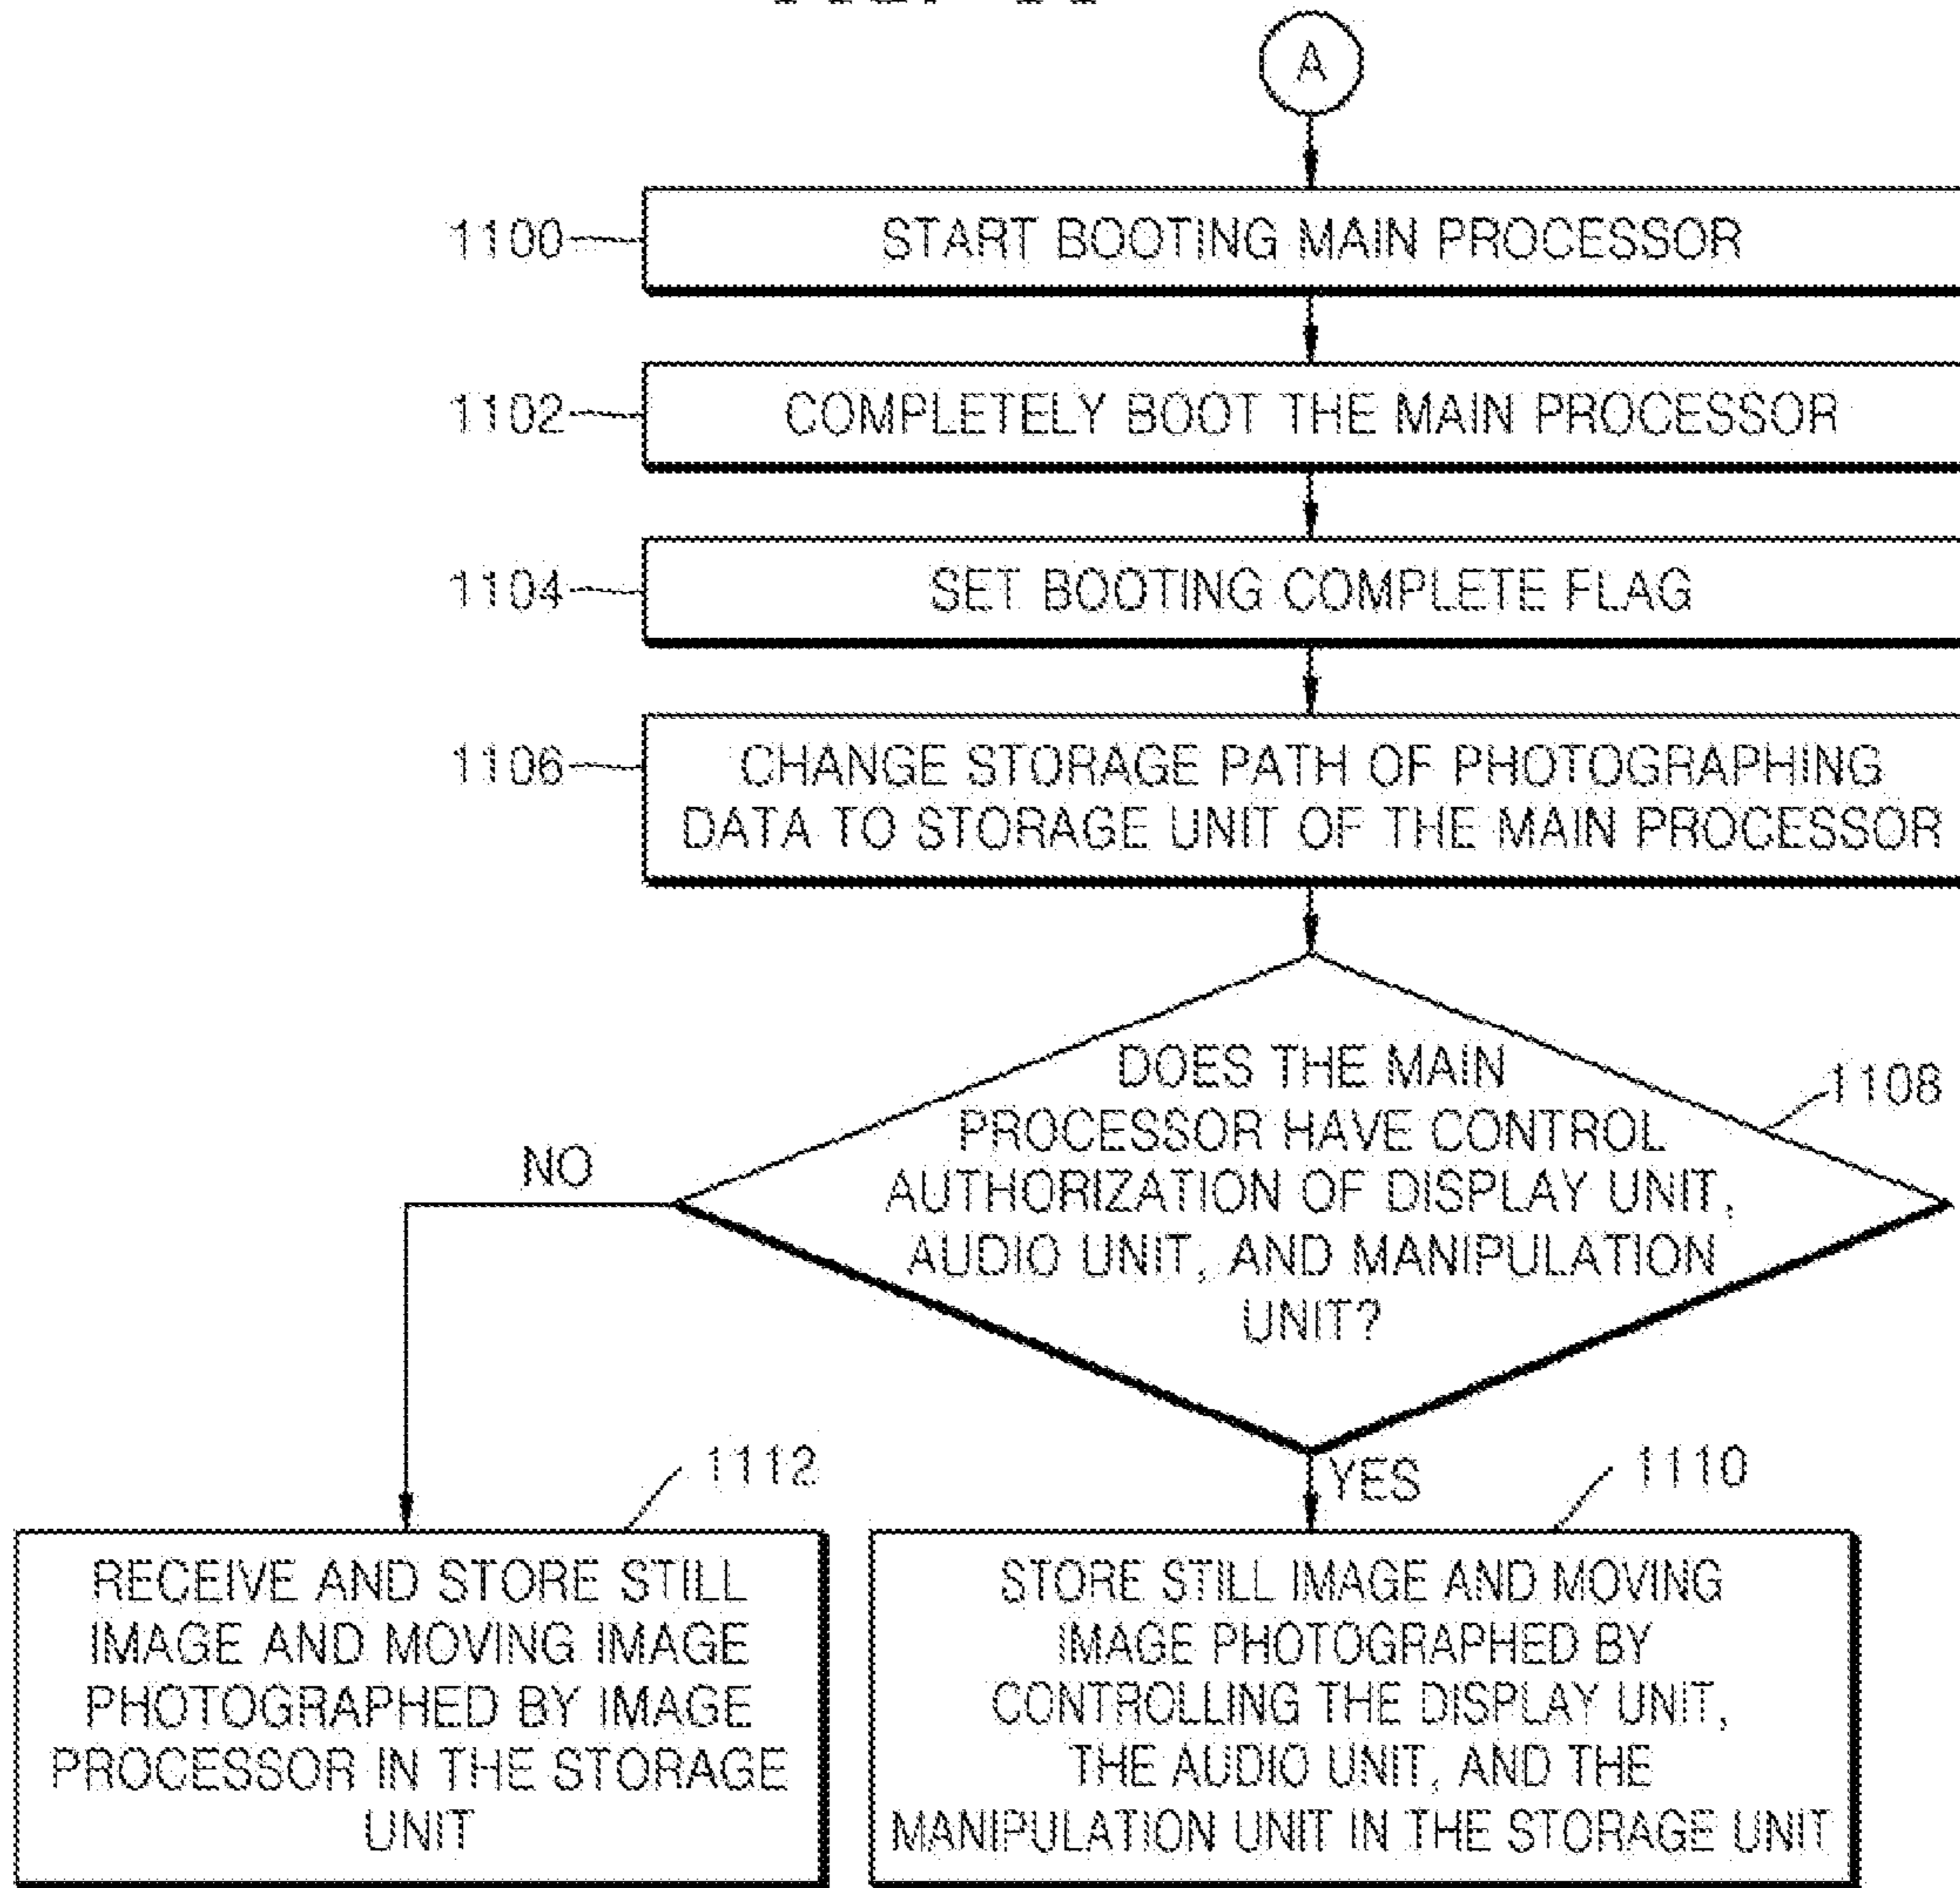 A
1100
START BOOTING MAIN PROCESSOR
1102
COMPLETELY BOOT THE MAIN PROCESSOR
1104
SET BOOTING COMPLETE FLAG
1106
CHANGE STORAGE PATH OF PHOTOGRAPHING
DATA TO STORAGE UNIT OF THE MAIN PROCESSOR
DOES THE MAIN
PROCESSOR HAVE CONTROL
AUTHORIZATION OF DISPLAY UNIT,
AUDIO UNIT, AND MANIPULATION
UNIT?
1108
NO
YES
1112
RECEIVE AND STORE STILL
IMAGE AND MOVING IMAGE
PHOTOGRAPHED BY IMAGE
PROCESSOR IN THE STORAGE
UNIT
1110
STORE STILL IMAGE AND MOVING
IMAGE PHOTOGRAPHED BY
CONTROLLING THE DISPLAY UNIT,
THE AUDIO UNIT, AND THE
MANIPULATION UNIT IN THE STORAGE UNIT